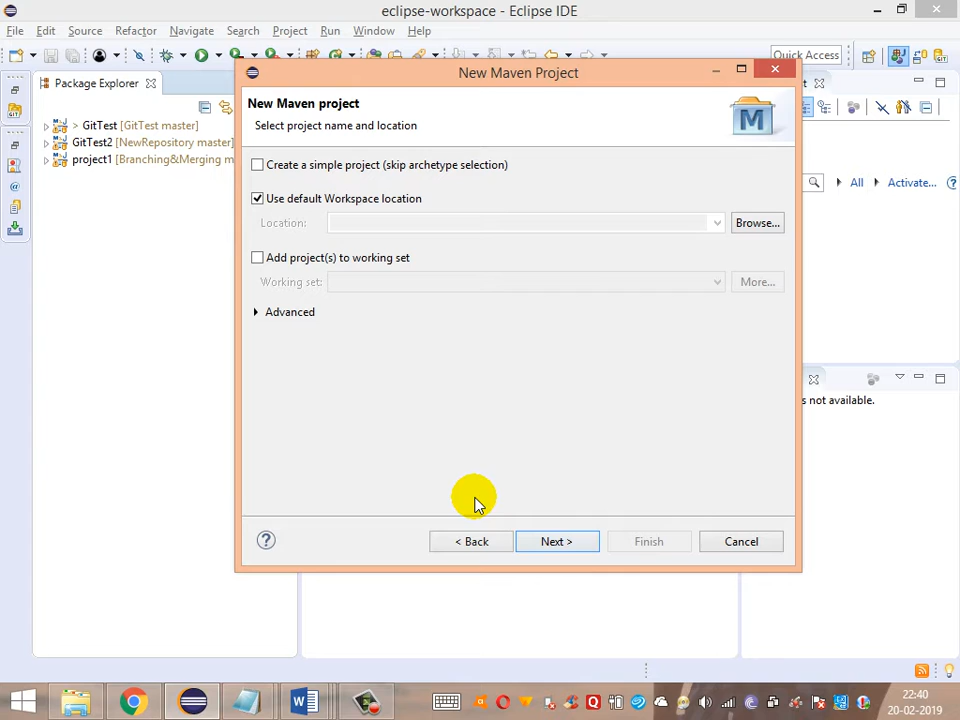 eclipse-workspace - Eclipse IDE
File Edit Source Refactor Navigate Search Project Run Window Help
Quick Access
Package Explorer
> GitTest [GitTest master]
GitTest2 [NewRepository master]
project1 [Branching&Merging m
New Maven Project
New Maven project
Select project name and location
M
Create a simple project (skip archetype selection)
Use default Workspace location
Location:
Browse...
Add project(s) to working set
Working set:
More...
Advanced
< Back
Next >
Finish
Cancel
All
Activate...
s not available.
22:40
20-02-2019